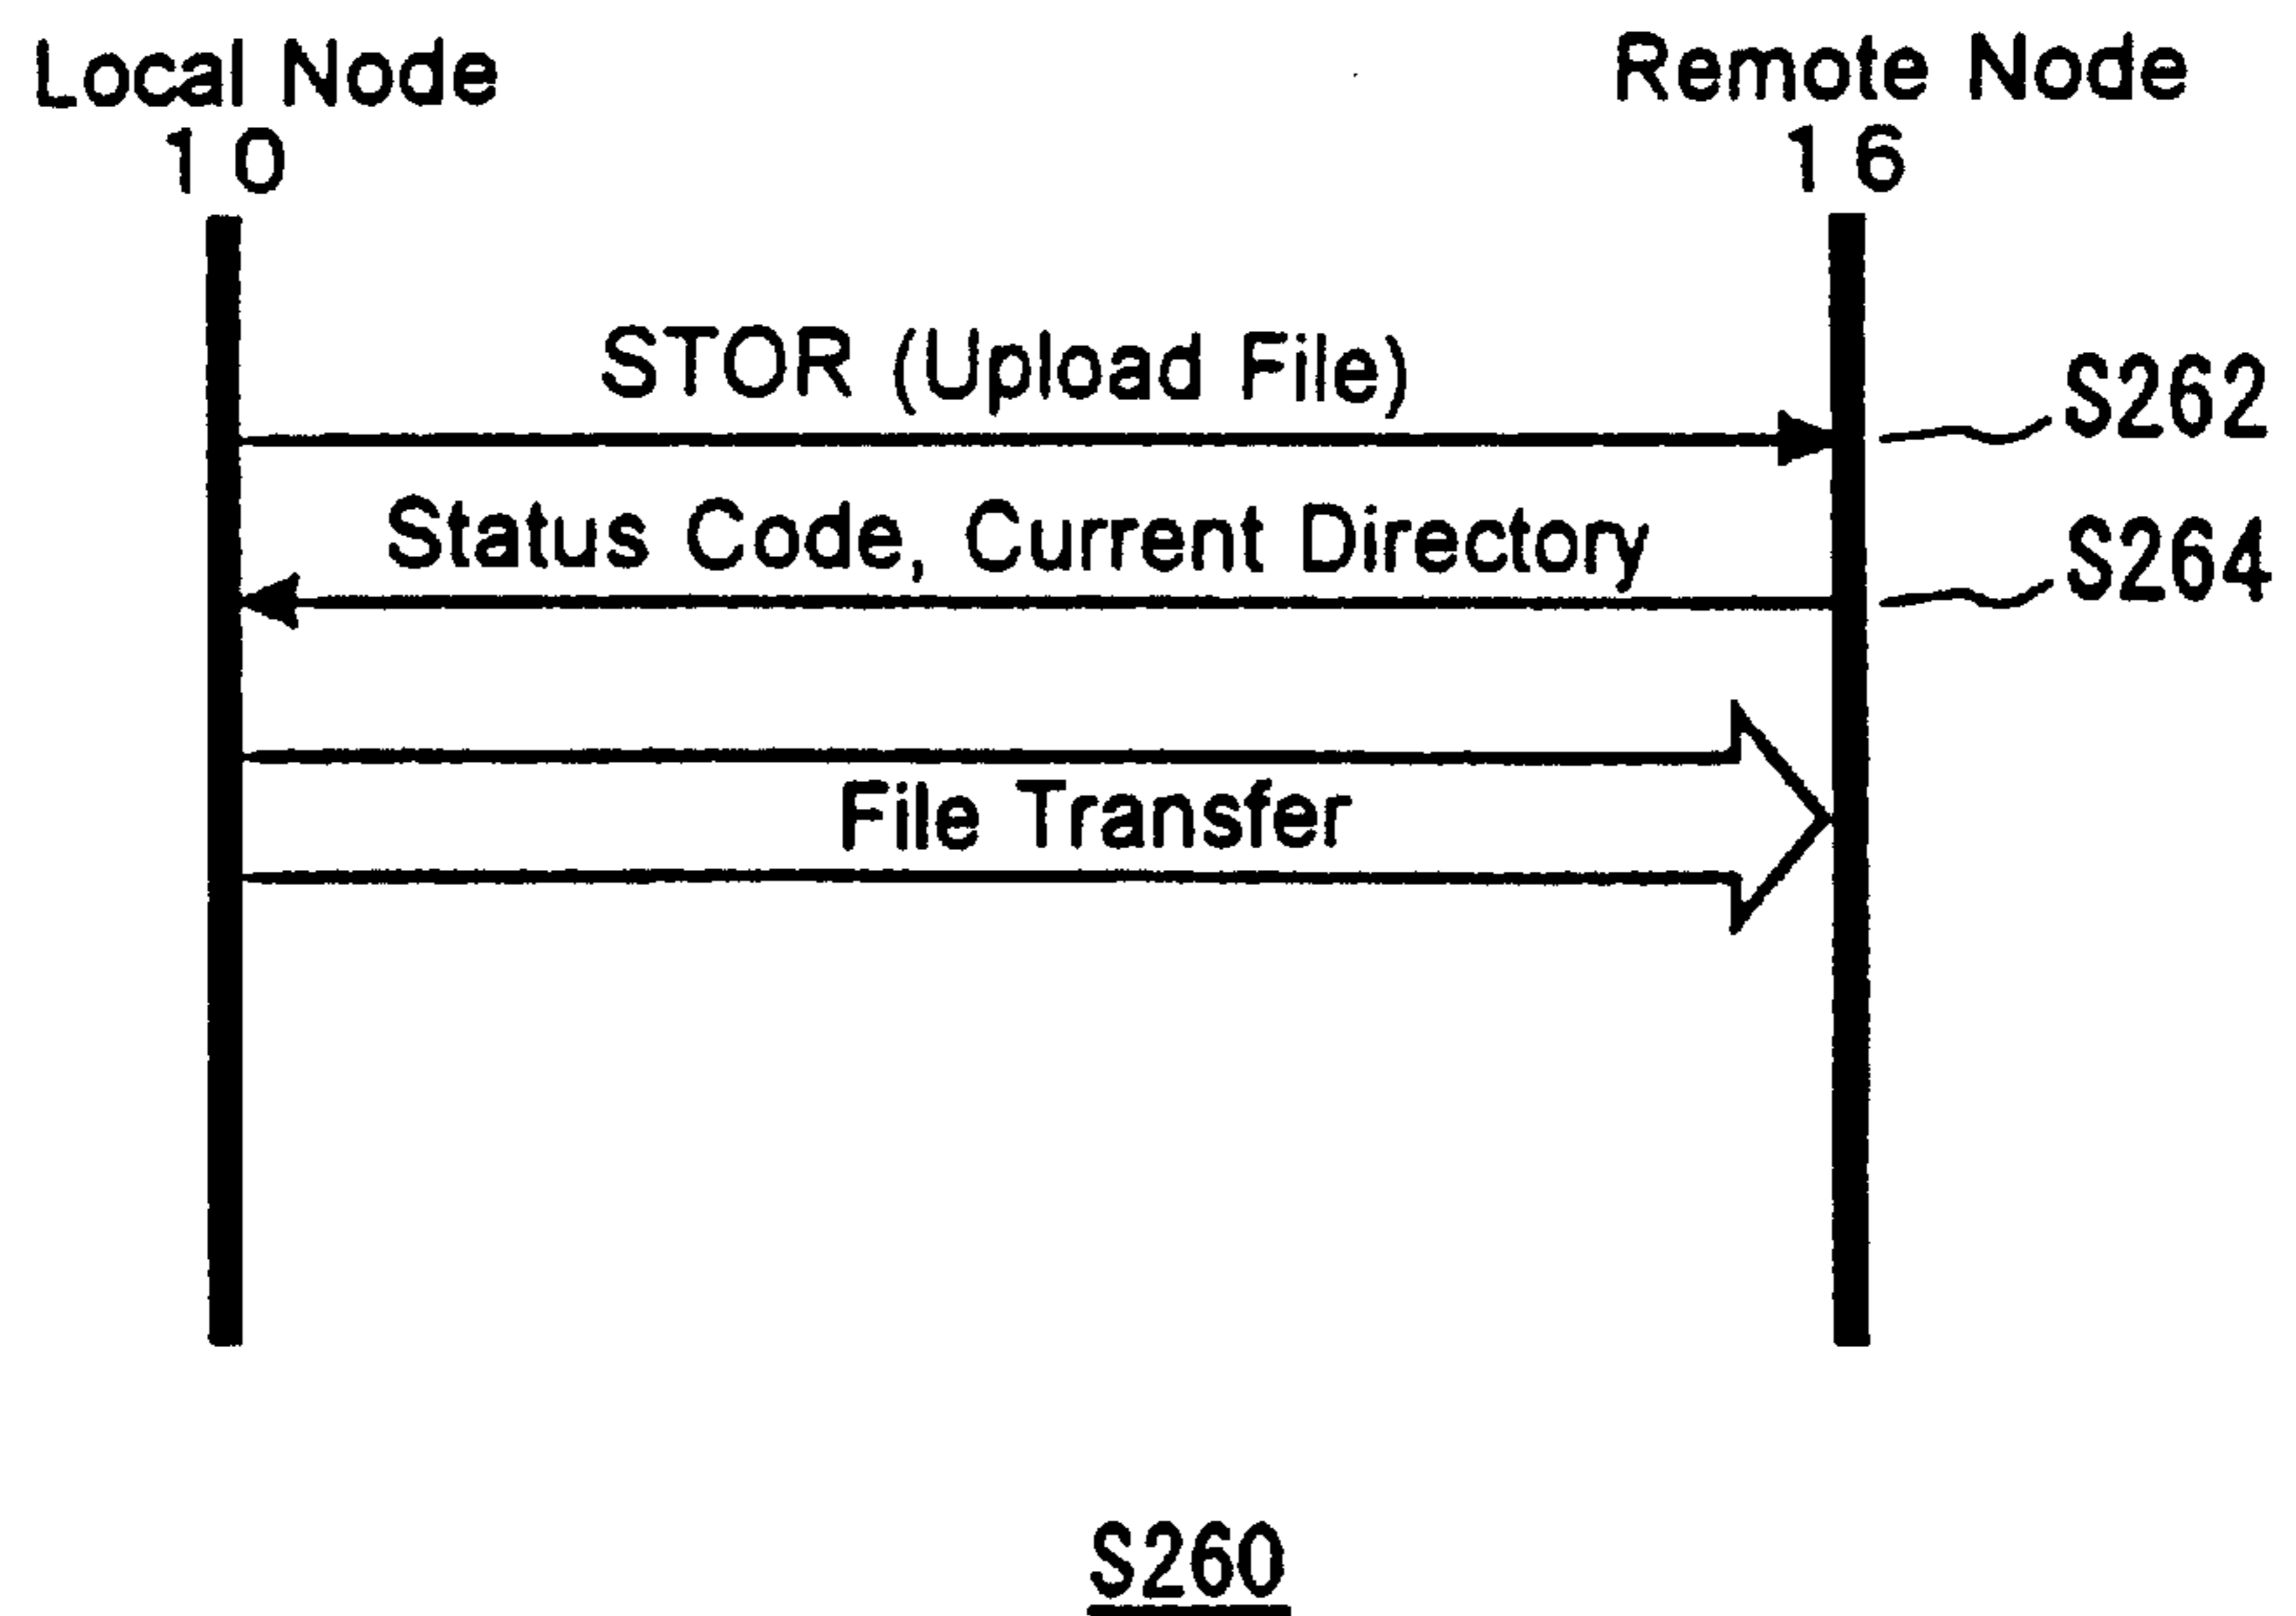 Local Node
10
Remote Node
16
STOR (Upload File)
S262
Status Code, Current Directory
S264
File Transfer
S260